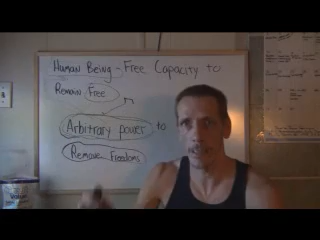 Human Being - Free Capacity to
Remain Free
Arbitrary power to
Remove Freedoms